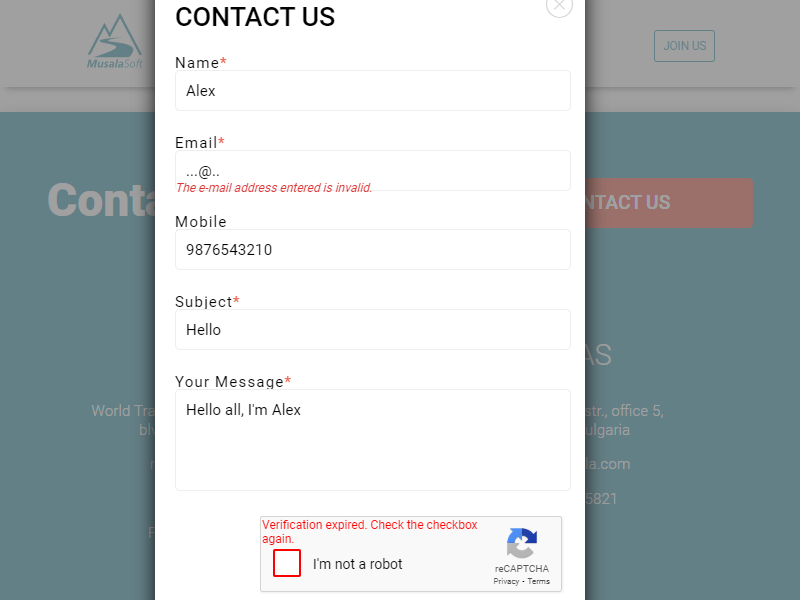 CONTACT US
MusalaSoft
JOIN US
Name*
Alex
Email*
...@..
The e-mail address entered is invalid.
Conta
NTACT US
Mobile
9876543210
Subject*
Hello
AS
Your Message*
Hello all, I'm Alex
World Tra
str., office 5,
blv
ulgaria
la.com
5821
Verification expired. Check the checkbox
again.
I'm not a robot
reCAPTCHA
Privacy - Terms